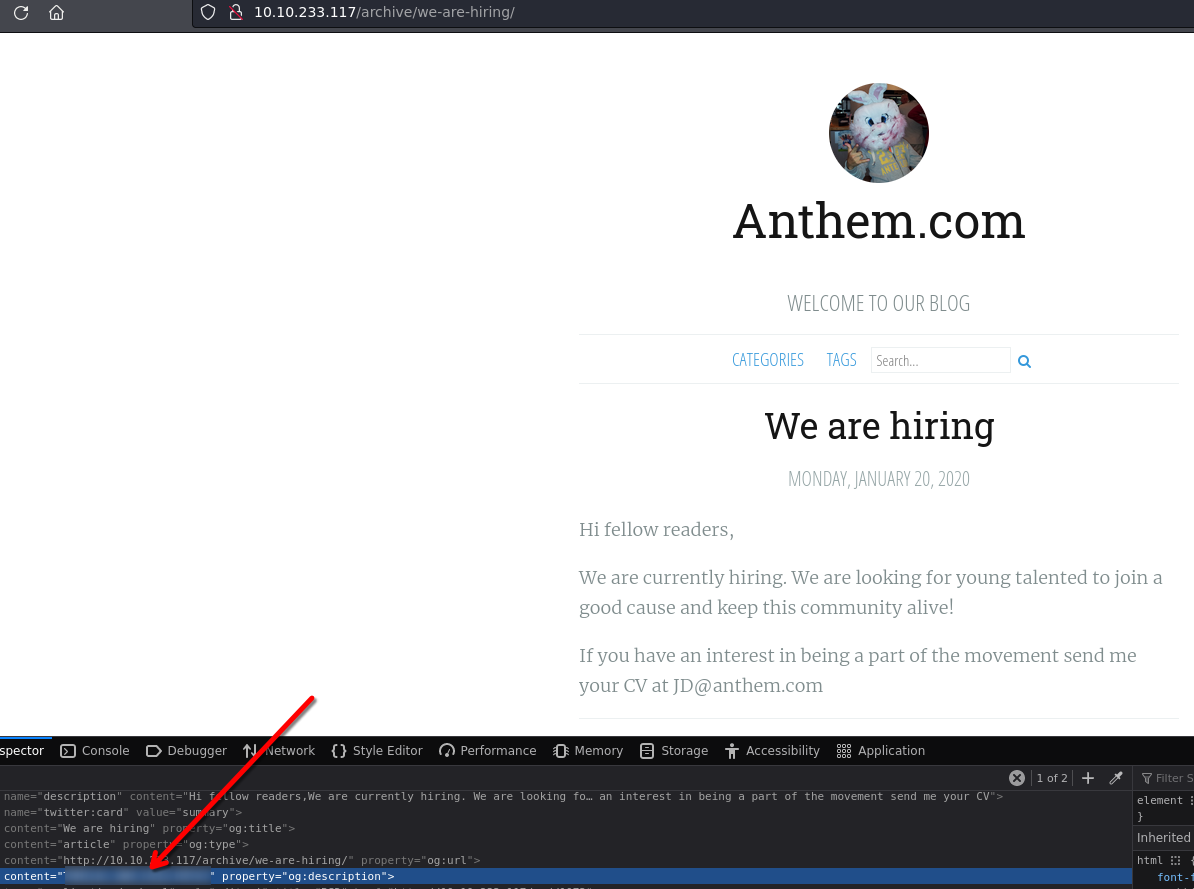 10.10.233.117/archive/we-are-hiring/
Anthem.com
WELCOME TO OUR BLOG
CATEGORIES TAGS Search...
We are hiring
MONDAY, JANUARY 20, 2020
Hi fellow readers,
We are currently hiring. We are looking for young talented to join a
good cause and keep this community alive!
If you have an interest in being a part of the movement send me
your CV at JD@anthem.com
spector Console Debugger Network Style Editor Performance Memory Storage Accessibility Application
1 of 2 Filter S
name="description" content="Hi fellow readers,We are currently hiring. We are looking fo… an interest in being a part of the movement send me your CV">
name="twitter:card" value="summary">
content="We are hiring" property="og:title">
content="article" property="og:type">
content="http://10.10.233.117/archive/we-are-hiring/" property="og:url">
content=" " property="og:description">
element
}
Inherited
html {
font-f